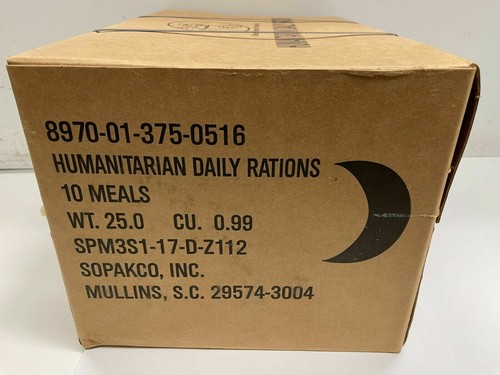 8970-01-375-0516
HUMANITARIAN DAILY RATIONS
10 MEALS
WT. 25.0 CU. 0.99
SPM3S1-17-D-Z112
SOPAKCO, INC.
MULLINS, S.C. 29574-3004